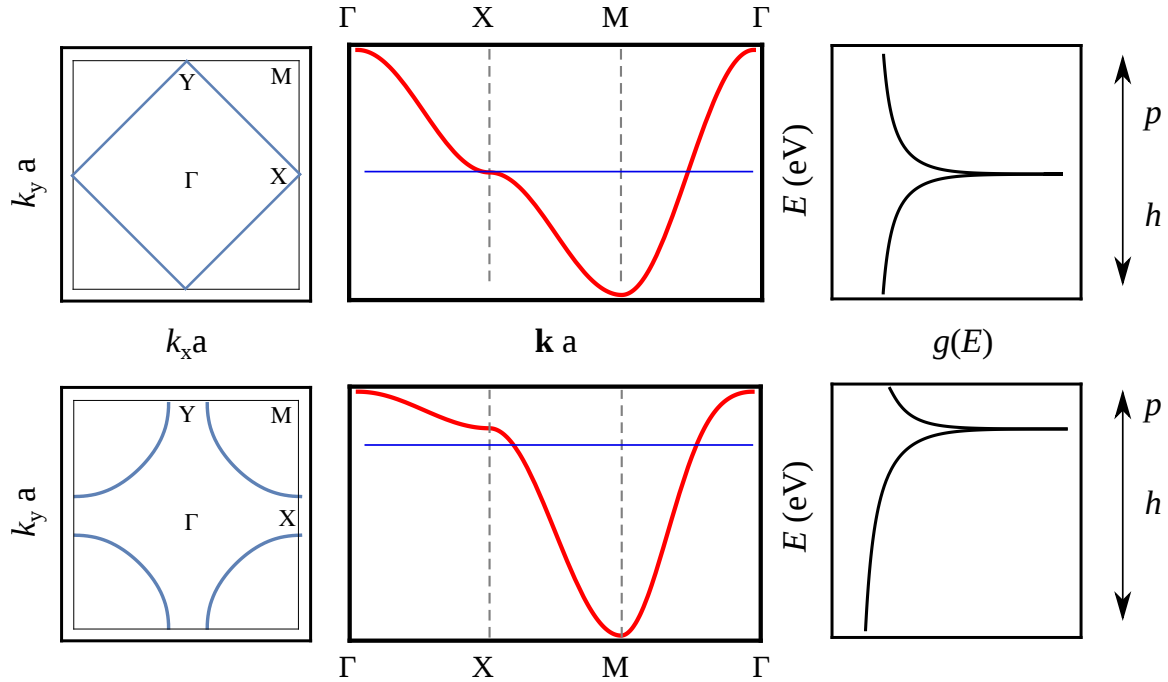 Γ X M Γ
Y M
Γ X
k_y a
E (eV)
p
h
k_x a
k a
g(E)
Y M
Γ X
k_y a
E (eV)
p
h
Γ X M Γ